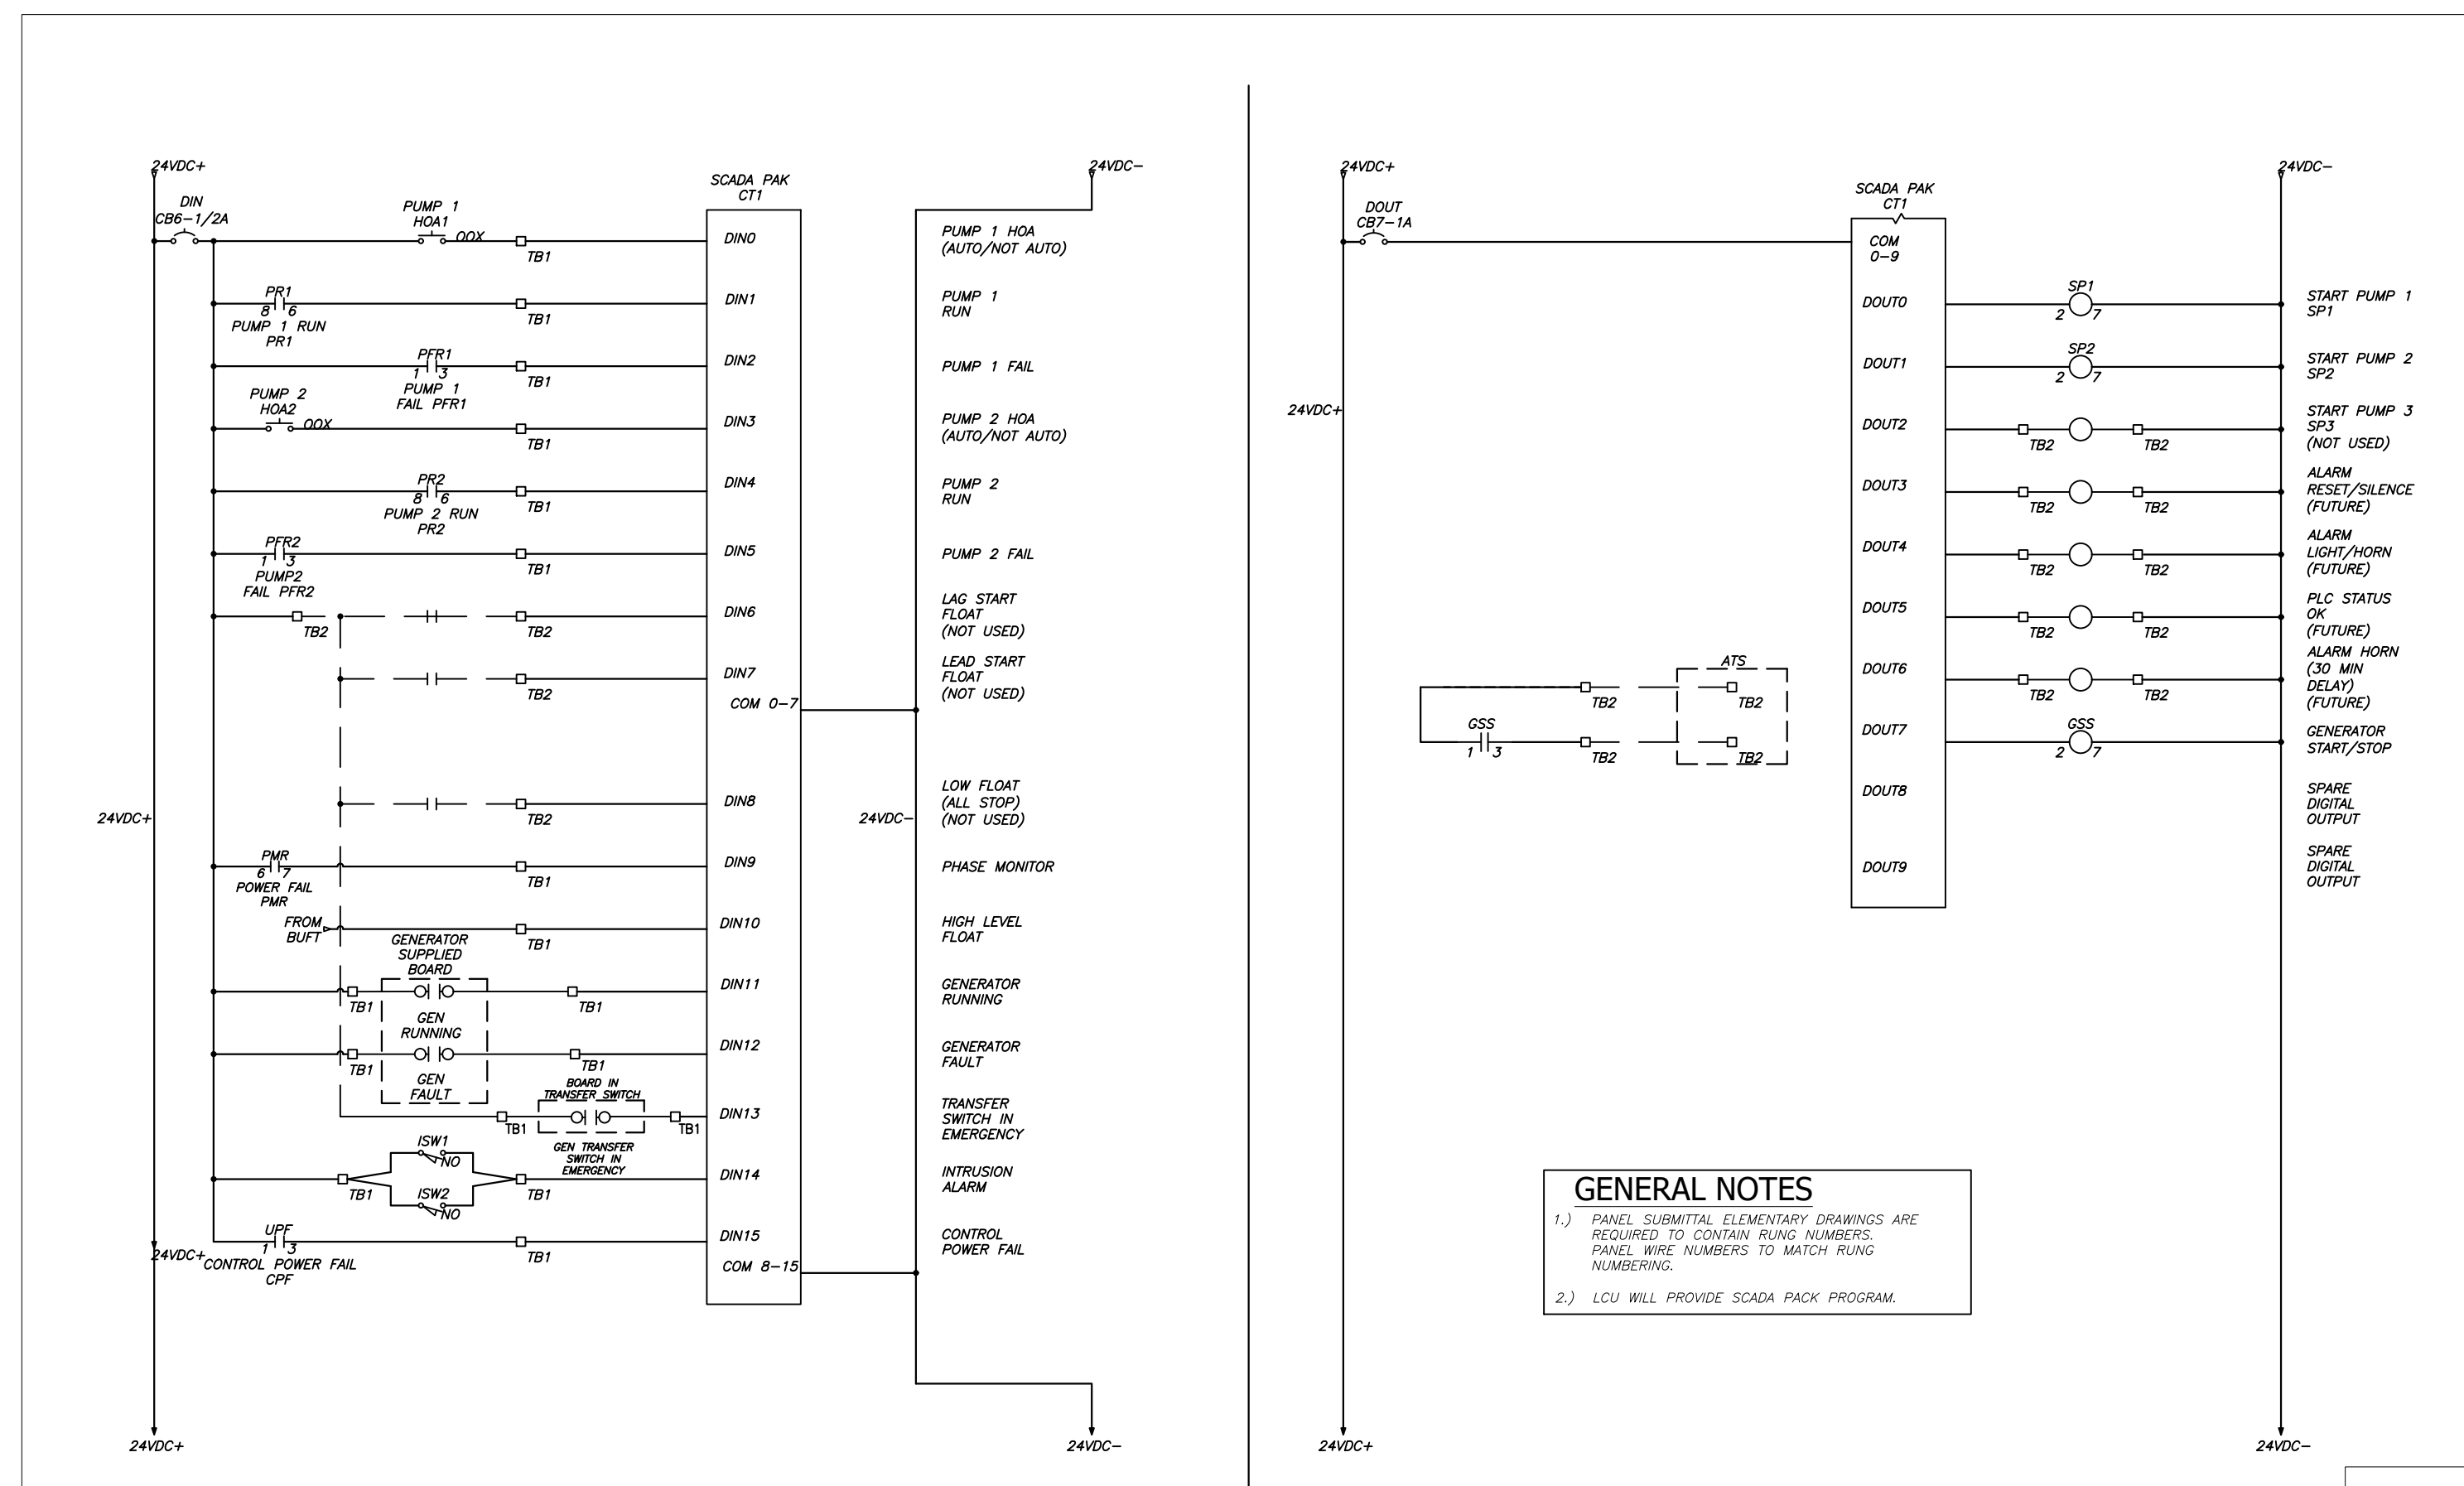 24VDC+
DIN
CB6-1/2A
PUMP 1
HOA1
OOX
TB1
SCADA PAK
CT1
24VDC-
DIN0
PUMP 1 HOA
(AUTO/NOT AUTO)
PR1
8 6
PUMP 1 RUN
PR1
TB1
DIN1
PUMP 1
RUN
PFR1
1 3
PUMP 1
FAIL PFR1
TB1
DIN2
PUMP 1 FAIL
PUMP 2
HOA2
OOX
TB1
DIN3
PUMP 2 HOA
(AUTO/NOT AUTO)
PR2
8 6
PUMP 2 RUN
PR2
TB1
DIN4
PUMP 2
RUN
PFR2
1 3
PUMP2
FAIL PFR2
TB1
DIN5
PUMP 2 FAIL
TB2
TB2
DIN6
LAG START
FLOAT
(NOT USED)
TB2
DIN7
LEAD START
FLOAT
(NOT USED)
COM 0-7
24VDC+
TB2
DIN8
24VDC-
LOW FLOAT
(ALL STOP)
(NOT USED)
PMR
6 7
POWER FAIL
PMR
TB1
DIN9
PHASE MONITOR
FROM
BUFT
TB1
DIN10
HIGH LEVEL
FLOAT
GENERATOR
SUPPLIED
BOARD
TB1
GEN
RUNNING
TB1
DIN11
GENERATOR
RUNNING
TB1
GEN
FAULT
TB1
DIN12
GENERATOR
FAULT
BOARD IN
TRANSFER SWITCH
TB1
TB1
GEN TRANSFER
SWITCH IN
EMERGENCY
DIN13
TRANSFER
SWITCH IN
EMERGENCY
ISW1
NO
TB1
ISW2
NO
TB1
DIN14
INTRUSION
ALARM
24VDC+
UPF
1 3
CONTROL POWER FAIL
CPF
TB1
DIN15
CONTROL
POWER FAIL
COM 8-15
24VDC+
24VDC-
24VDC+
DOUT
CB7-1A
SCADA PAK
CT1
24VDC-
COM
0-9
DOUT0
SP1
2 7
START PUMP 1
SP1
DOUT1
SP2
2 7
START PUMP 2
SP2
24VDC+
DOUT2
TB2
TB2
START PUMP 3
SP3
(NOT USED)
DOUT3
TB2
TB2
ALARM
RESET/SILENCE
(FUTURE)
DOUT4
TB2
TB2
ALARM
LIGHT/HORN
(FUTURE)
DOUT5
TB2
TB2
PLC STATUS
OK
(FUTURE)
ATS
TB2
TB2
DOUT6
TB2
TB2
ALARM HORN
(30 MIN
DELAY)
(FUTURE)
GSS
1 3
TB2
TB2
DOUT7
GSS
2 7
GENERATOR
START/STOP
DOUT8
SPARE
DIGITAL
OUTPUT
DOUT9
SPARE
DIGITAL
OUTPUT
GENERAL NOTES
1.) PANEL SUBMITTAL ELEMENTARY DRAWINGS ARE
REQUIRED TO CONTAIN RUNG NUMBERS.
PANEL WIRE NUMBERS TO MATCH RUNG
NUMBERING.
2.) LCU WILL PROVIDE SCADA PACK PROGRAM.
24VDC+
24VDC-